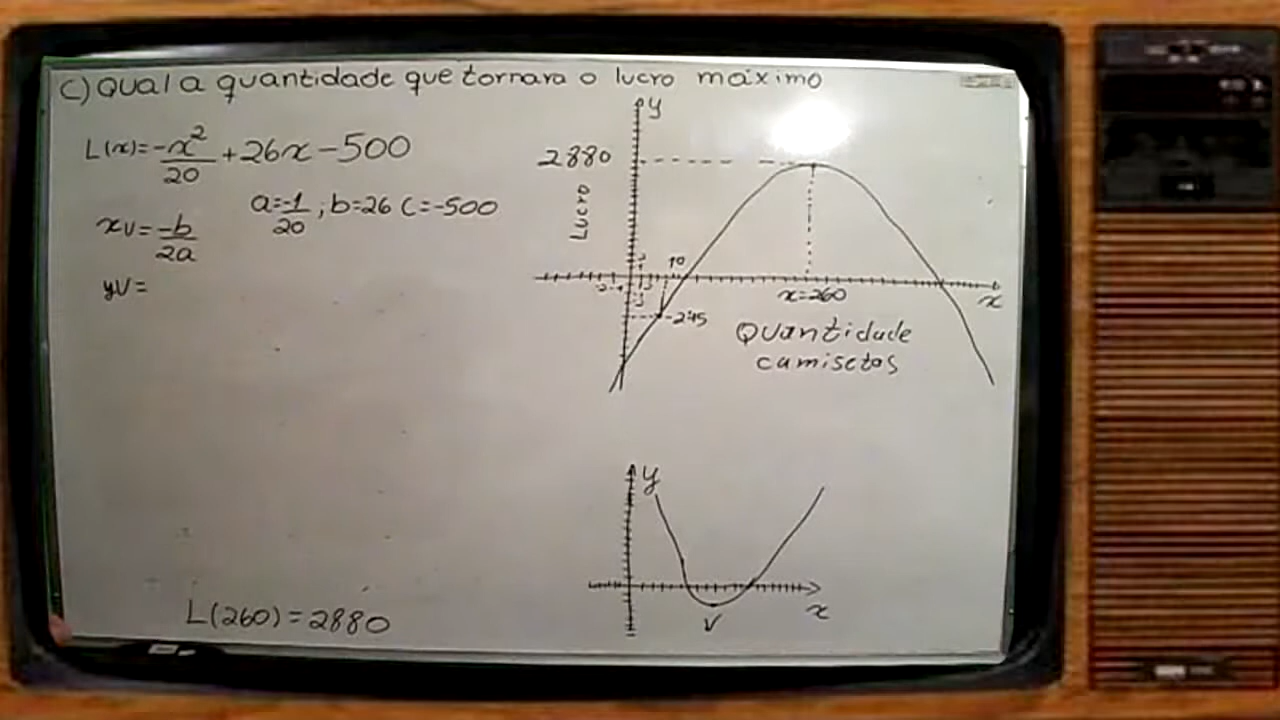 C) Qual a quantidade que tornara o lucro máximo
L(x)=-x²/20+26x-500
a=-1/20; b=26 c=-500
xv=-b/2a
yv=
y
2880
Lucro
10
-245
x=260
x
Quantidade
camisetas
y
x
V
L(260)=2880